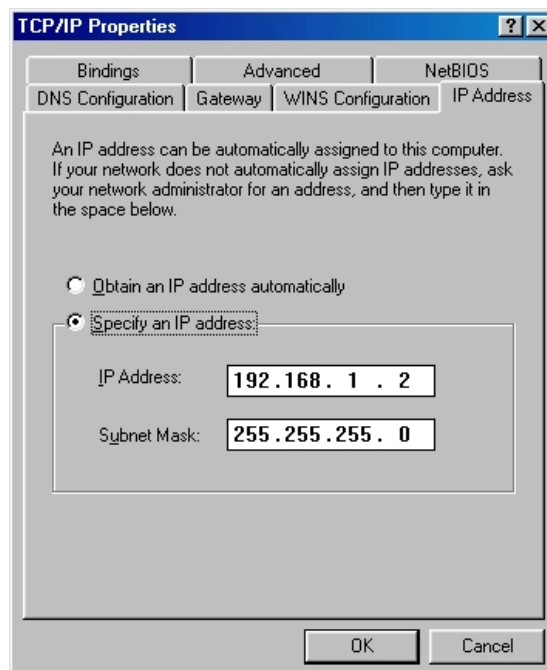 TCP/IP Properties
Bindings Advanced NetBIOS
DNS Configuration Gateway WINS Configuration IP Address
An IP address can be automatically assigned to this computer.
If your network does not automatically assign IP addresses, ask
your network administrator for an address, and then type it in
the space below.
Obtain an IP address automatically
Specify an IP address:
IP Address: 192.168. 1 . 2
Subnet Mask: 255.255.255. 0
OK Cancel